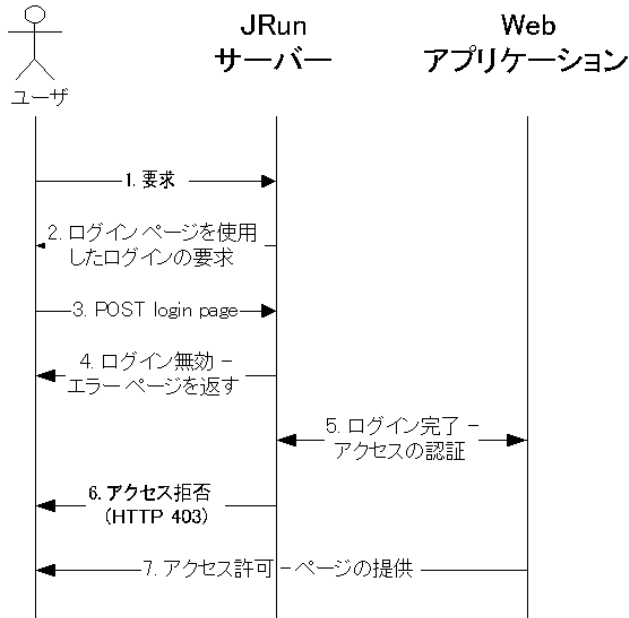 JRun
サーバー
Web
アプリケーション
ユーザ
1. 要求
2. ログイン ページを使用
したログインの要求
3. POST login page
4. ログイン無効 -
エラー ページを返す
5. ログイン完了 -
アクセスの認証
6. アクセス拒否
(HTTP 403)
7. アクセス許可 - ページの提供